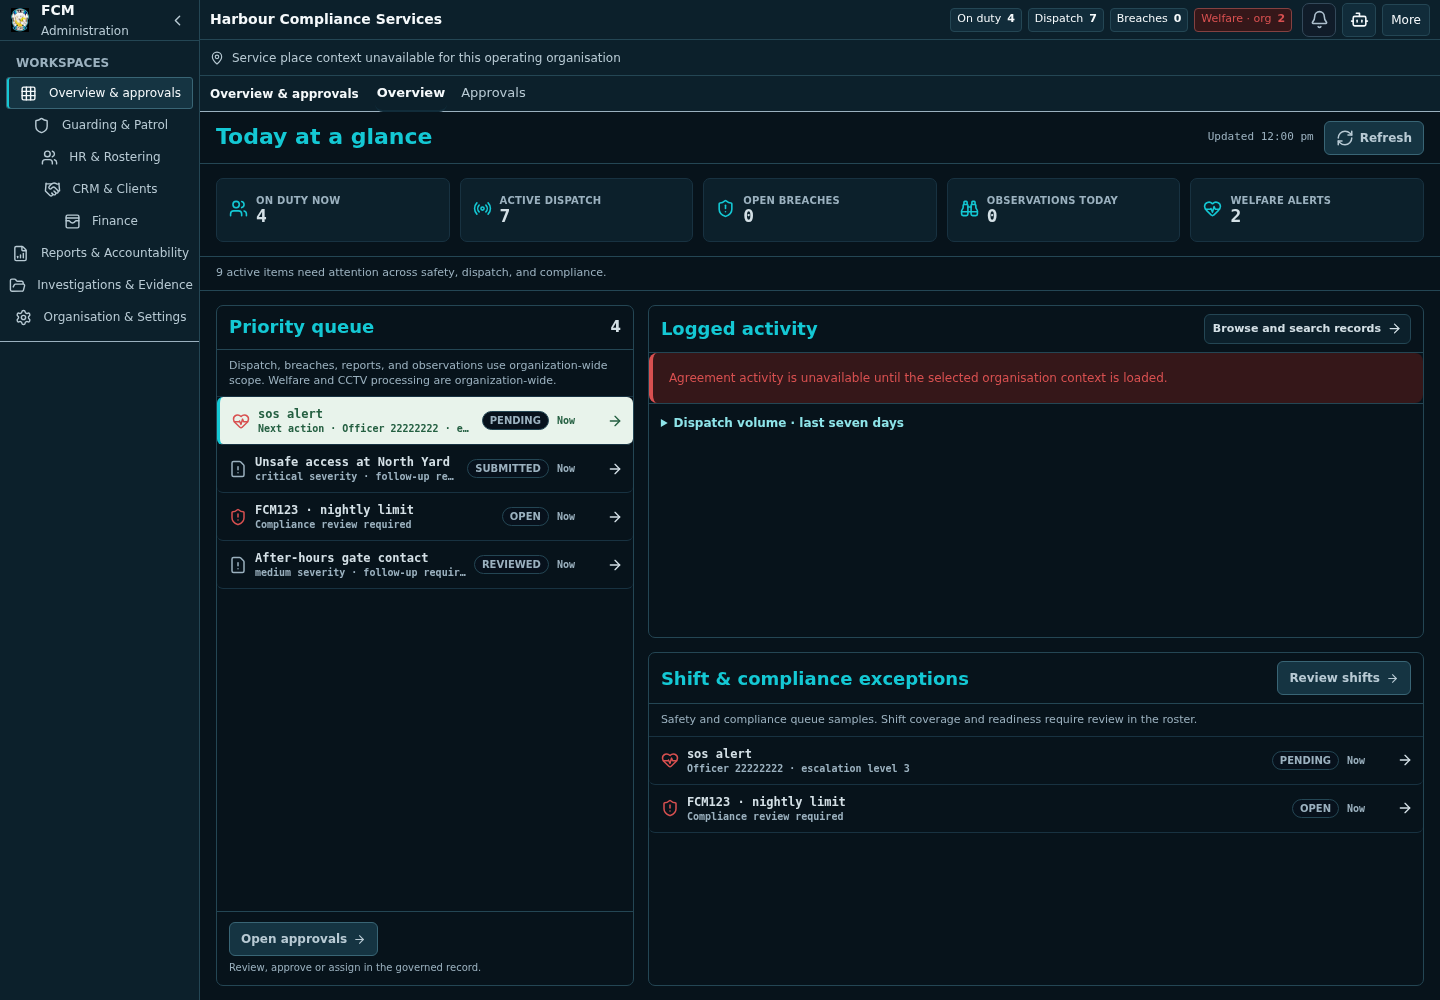 FCM
Administration
WORKSPACES
Overview & approvals
Guarding & Patrol
HR & Rostering
CRM & Clients
Finance
Reports & Accountability
Investigations & Evidence
Organisation & Settings
Harbour Compliance Services
On duty 4
Dispatch 7
Breaches 0
Welfare · org 2
More
Service place context unavailable for this operating organisation
Overview & approvals
Overview
Approvals
Today at a glance
Updated 12:00 pm
Refresh
ON DUTY NOW
4
ACTIVE DISPATCH
7
OPEN BREACHES
0
OBSERVATIONS TODAY
0
WELFARE ALERTS
2
9 active items need attention across safety, dispatch, and compliance.
Priority queue
4
Dispatch, breaches, reports, and observations use organization-wide
scope. Welfare and CCTV processing are organization-wide.
sos alert
Next action · Officer 22222222 · e…
PENDING
Now
Unsafe access at North Yard
critical severity · follow-up re…
SUBMITTED
Now
FCM123 · nightly limit
Compliance review required
OPEN
Now
After-hours gate contact
medium severity · follow-up requir…
REVIEWED
Now
Open approvals
Review, approve or assign in the governed record.
Logged activity
Browse and search records
Agreement activity is unavailable until the selected organisation context is loaded.
Dispatch volume · last seven days
Shift & compliance exceptions
Review shifts
Safety and compliance queue samples. Shift coverage and readiness require review in the roster.
sos alert
Officer 22222222 · escalation level 3
PENDING
Now
FCM123 · nightly limit
Compliance review required
OPEN
Now